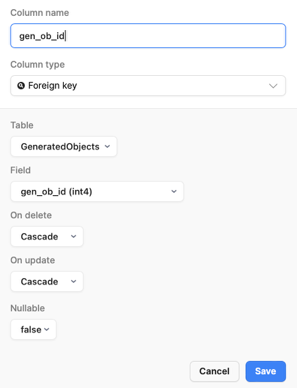 Column name
gen_ob_id
Column type
Foreign key
Table
GeneratedObjects
Field
gen_ob_id (int4)
On delete
Cascade
On update
Cascade
Nullable
false
Cancel Save